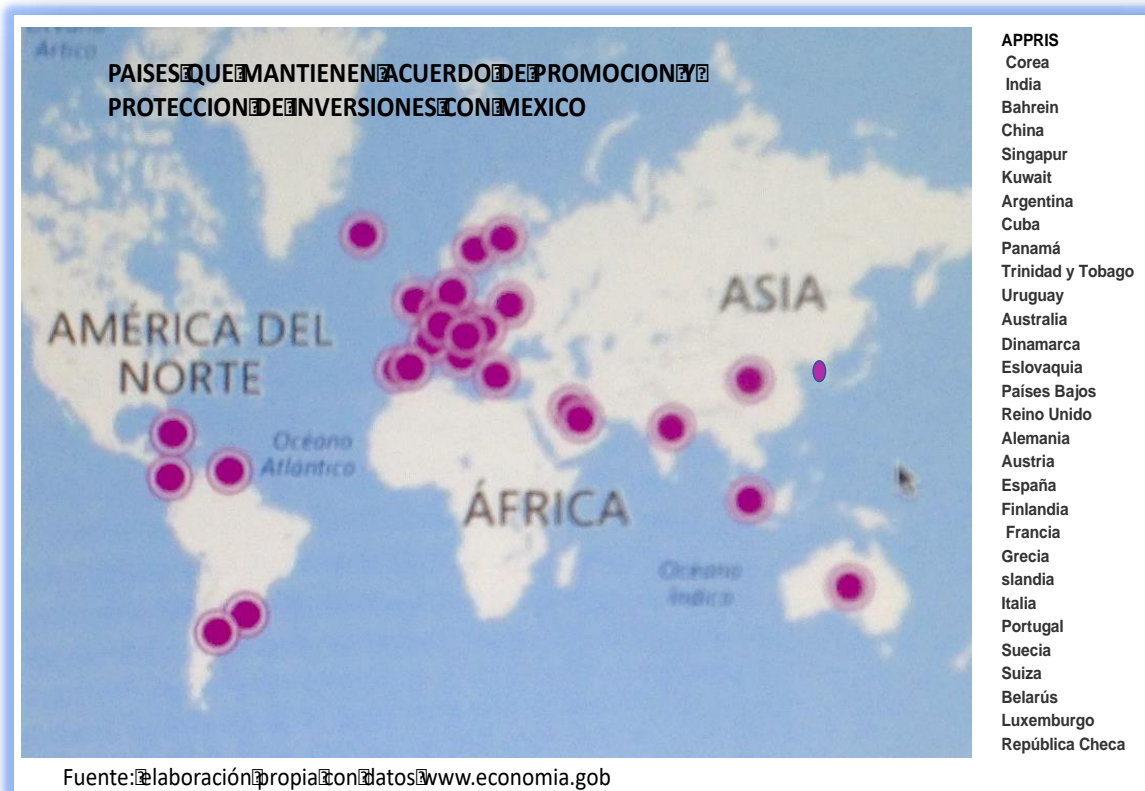 Ártico
PAISES QUE MANTIENEN ACUERDO DE PROMOCION Y
PROTECCION DE INVERSIONES CON MEXICO
AMÉRICA DEL
NORTE
Océano
Atlántico
ÁFRICA
ASIA
Océano
Índico
APPRIS
Corea
India
Bahrein
China
Singapur
Kuwait
Argentina
Cuba
Panamá
Trinidad y Tobago
Uruguay
Australia
Dinamarca
Eslovaquia
Países Bajos
Reino Unido
Alemania
Austria
España
Finlandia
Francia
Grecia
slandia
Italia
Portugal
Suecia
Suiza
Belarús
Luxemburgo
República Checa
Fuente: elaboración propia con datos www.economia.gob